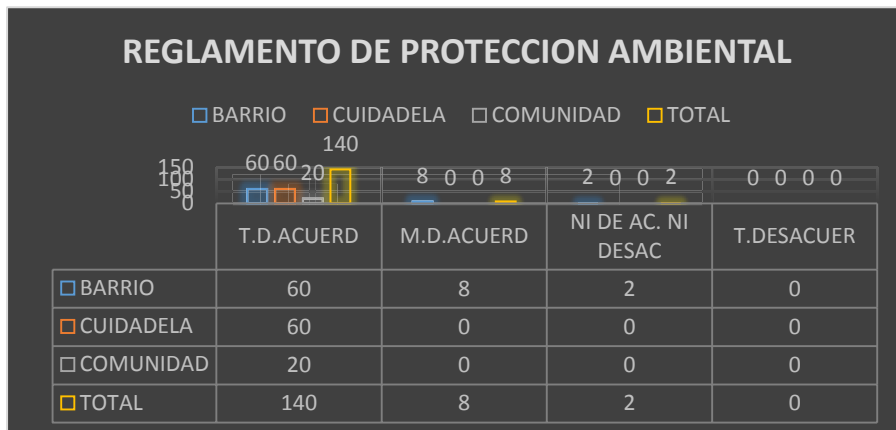 REGLAMENTO DE PROTECCION AMBIENTAL
BARRIO CUIDADELA COMUNIDAD TOTAL
150
100
50
0
60 60 20 140
8 0 0 8
2 0 0 2
0 0 0 0
T.D.ACUERD M.D.ACUERD NI DE AC. NI DESAC T.DESACUER
BARRIO 60 8 2 0
CUIDADELA 60 0 0 0
COMUNIDAD 20 0 0 0
TOTAL 140 8 2 0